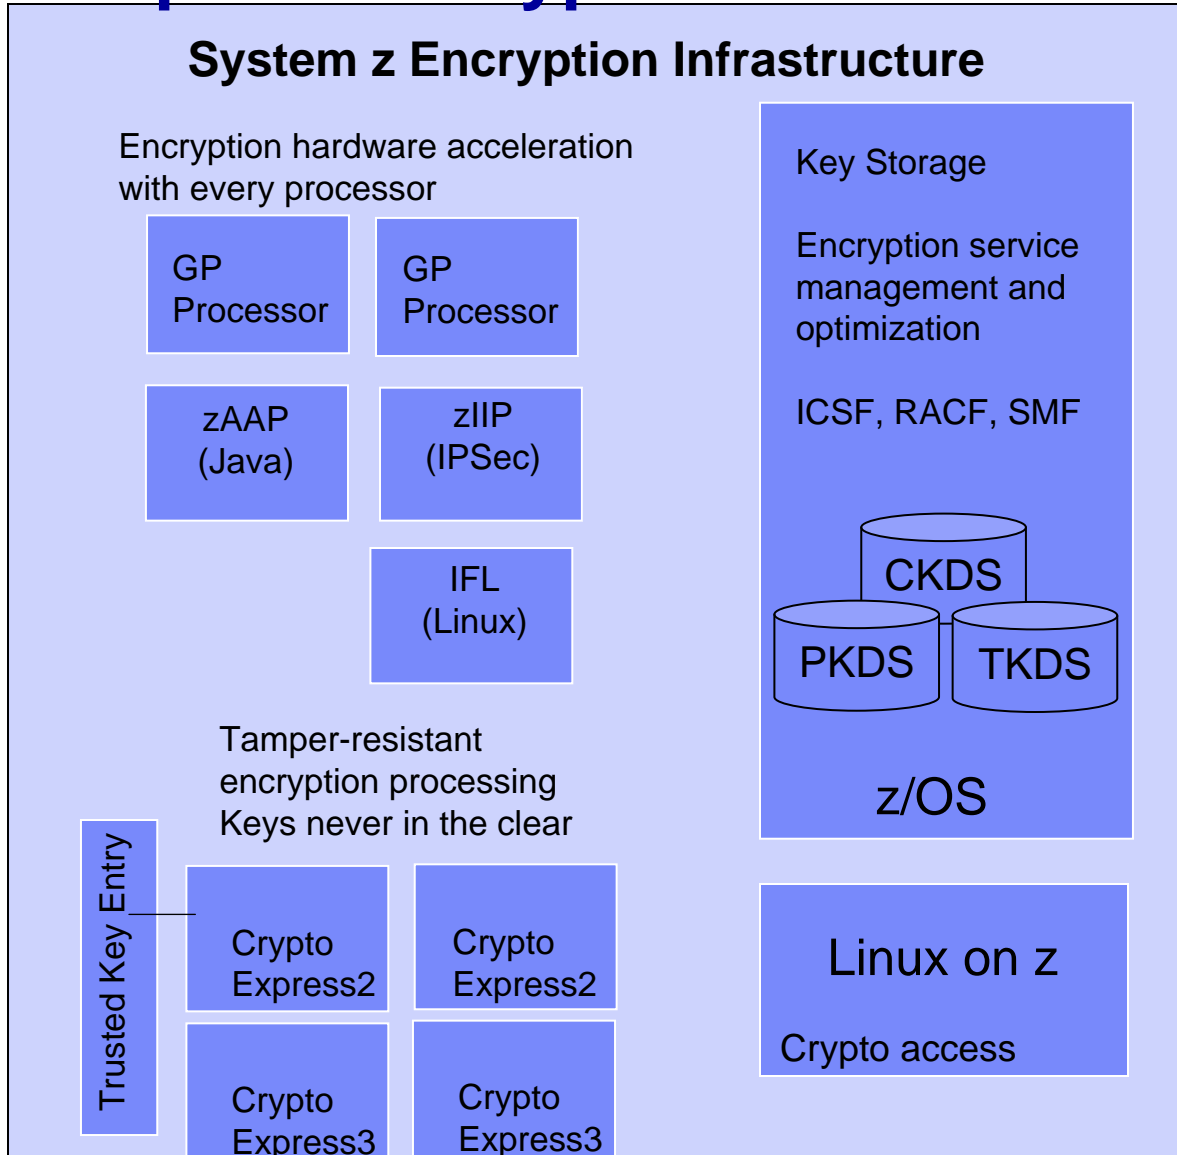 System z Encryption Infrastructure
Encryption hardware acceleration
with every processor
GP
Processor
GP
Processor
zAAP
(Java)
zIIP
(IPSec)
IFL
(Linux)
Tamper-resistant
encryption processing
Keys never in the clear
Trusted Key Entry
Crypto
Express2
Crypto
Express2
Crypto
Express3
Crypto
Express3
Key Storage
Encryption service
management and
optimization
ICSF, RACF, SMF
CKDS
PKDS
TKDS
z/OS
Linux on z
Crypto access